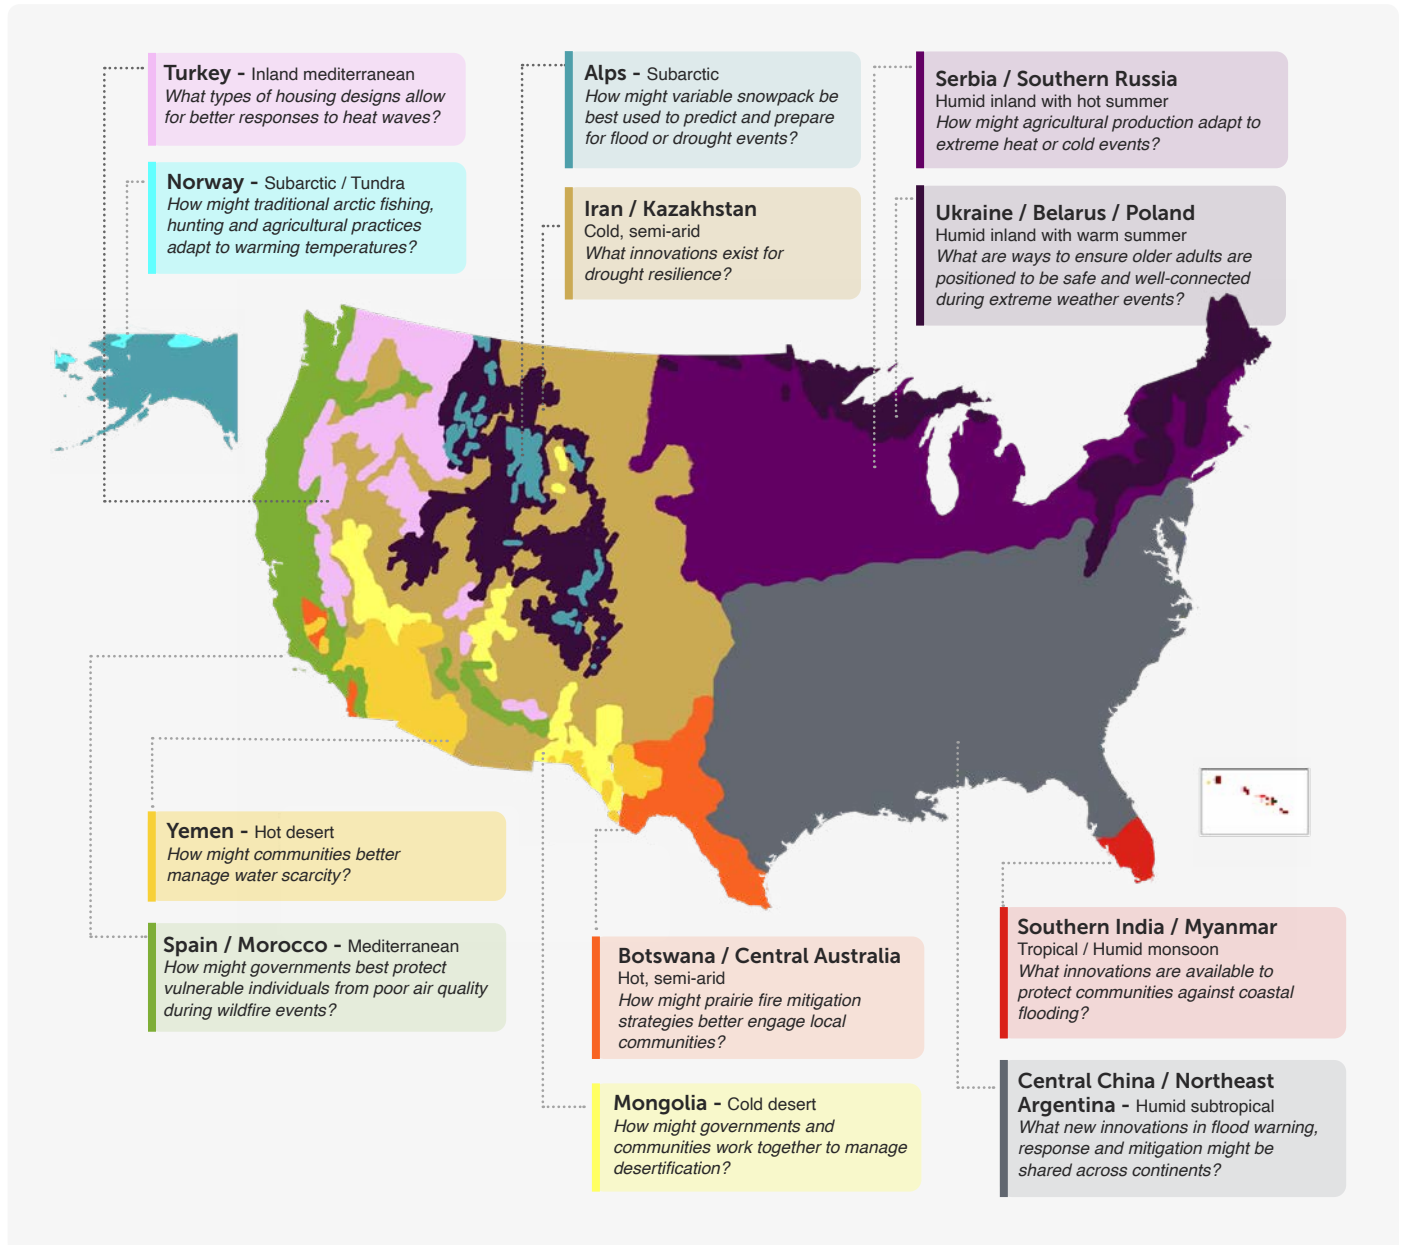 Turkey - Inland mediterranean
What types of housing designs allow
for better responses to heat waves?
Norway - Subarctic / Tundra
How might traditional arctic fishing,
hunting and agricultural practices
adapt to warming temperatures?
Alps - Subarctic
How might variable snowpack be
best used to predict and prepare
for flood or drought events?
Iran / Kazakhstan
Cold, semi-arid
What innovations exist for
drought resilience?
Serbia / Southern Russia
Humid inland with hot summer
How might agricultural production adapt to
extreme heat or cold events?
Ukraine / Belarus / Poland
Humid inland with warm summer
What are ways to ensure older adults are
positioned to be safe and well-connected
during extreme weather events?
Yemen - Hot desert
How might communities better
manage water scarcity?
Spain / Morocco - Mediterranean
How might governments best protect
vulnerable individuals from poor air quality
during wildfire events?
Botswana / Central Australia
Hot, semi-arid
How might prairie fire mitigation
strategies better engage local
communities?
Mongolia - Cold desert
How might governments and
communities work together to manage
desertification?
Southern India / Myanmar
Tropical / Humid monsoon
What innovations are available to
protect communities against coastal
flooding?
Central China / Northeast
Argentina - Humid subtropical
What new innovations in flood warning,
response and mitigation might be
shared across continents?